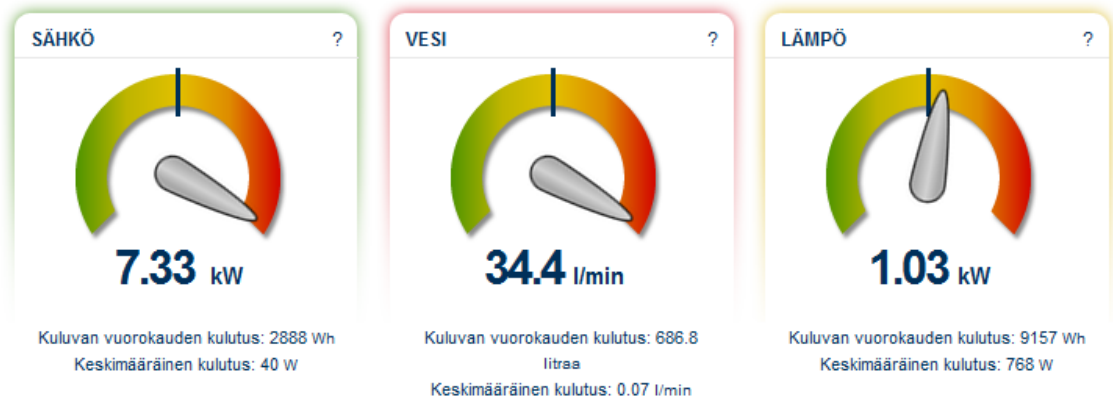 SÄHKÖ ?
7.33 kW
Kuluvan vuorokauden kulutus: 2888 Wh
Keskimääräinen kulutus: 40 W
VESI ?
34.4 l/min
Kuluvan vuorokauden kulutus: 686.8
litraa
Keskimääräinen kulutus: 0.07 l/min
LÄMPÖ ?
1.03 kW
Kuluvan vuorokauden kulutus: 9157 Wh
Keskimääräinen kulutus: 768 W